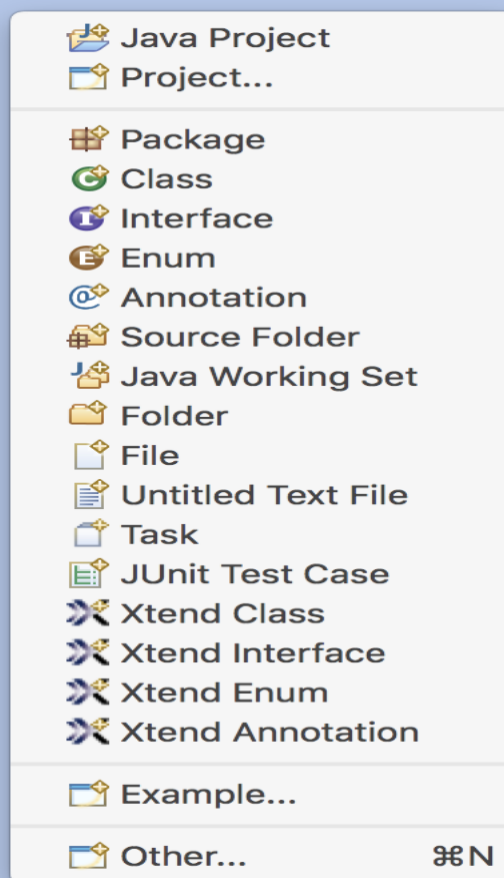 Java Project
Project...
Package
Class
Interface
Enum
Annotation
Source Folder
Java Working Set
Folder
File
Untitled Text File
Task
JUnit Test Case
Xtend Class
Xtend Interface
Xtend Enum
Xtend Annotation
Example...
Other... ⌘N